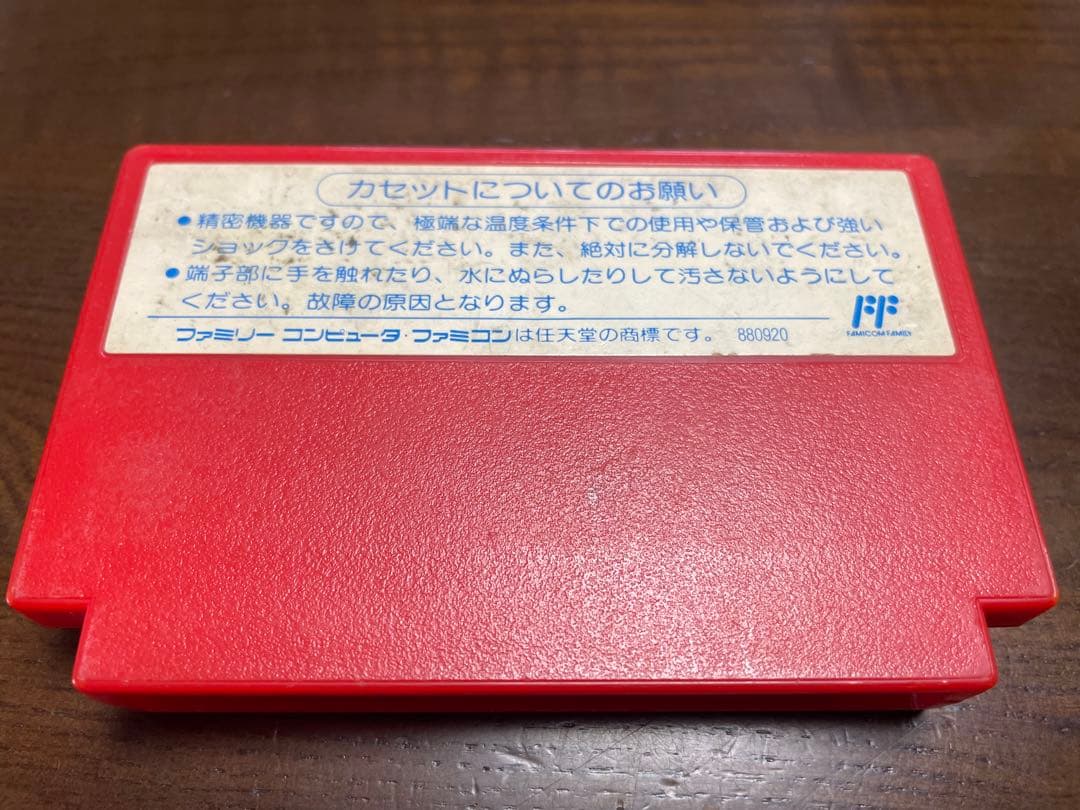 カセットについてのお願い
●精密機器ですので、極端な温度条件下での使用や保管および強い
ショックをさけてください。また、絶対に分解しないでください。
●端子部に手を触れたり、水にぬらしたりして汚さないようにして
ください。故障の原因となります。
ファミリー コンピュータ・ファミコンは任天堂の商標です。 880920
FF
FAMICOM FAMILY